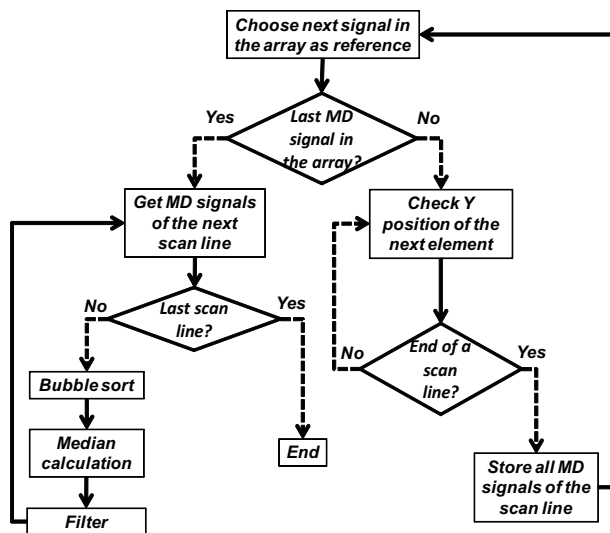 Choose next signal in
the array as reference
Yes
No
Last MD
signal in
the array?
Get MD signals
of the next
scan line
Check Y
position of the
next element
No
Yes
Last scan
line?
No
Yes
End of a
scan
line?
Bubble sort
Median
calculation
End
Store all MD
signals of the
scan line
Filter